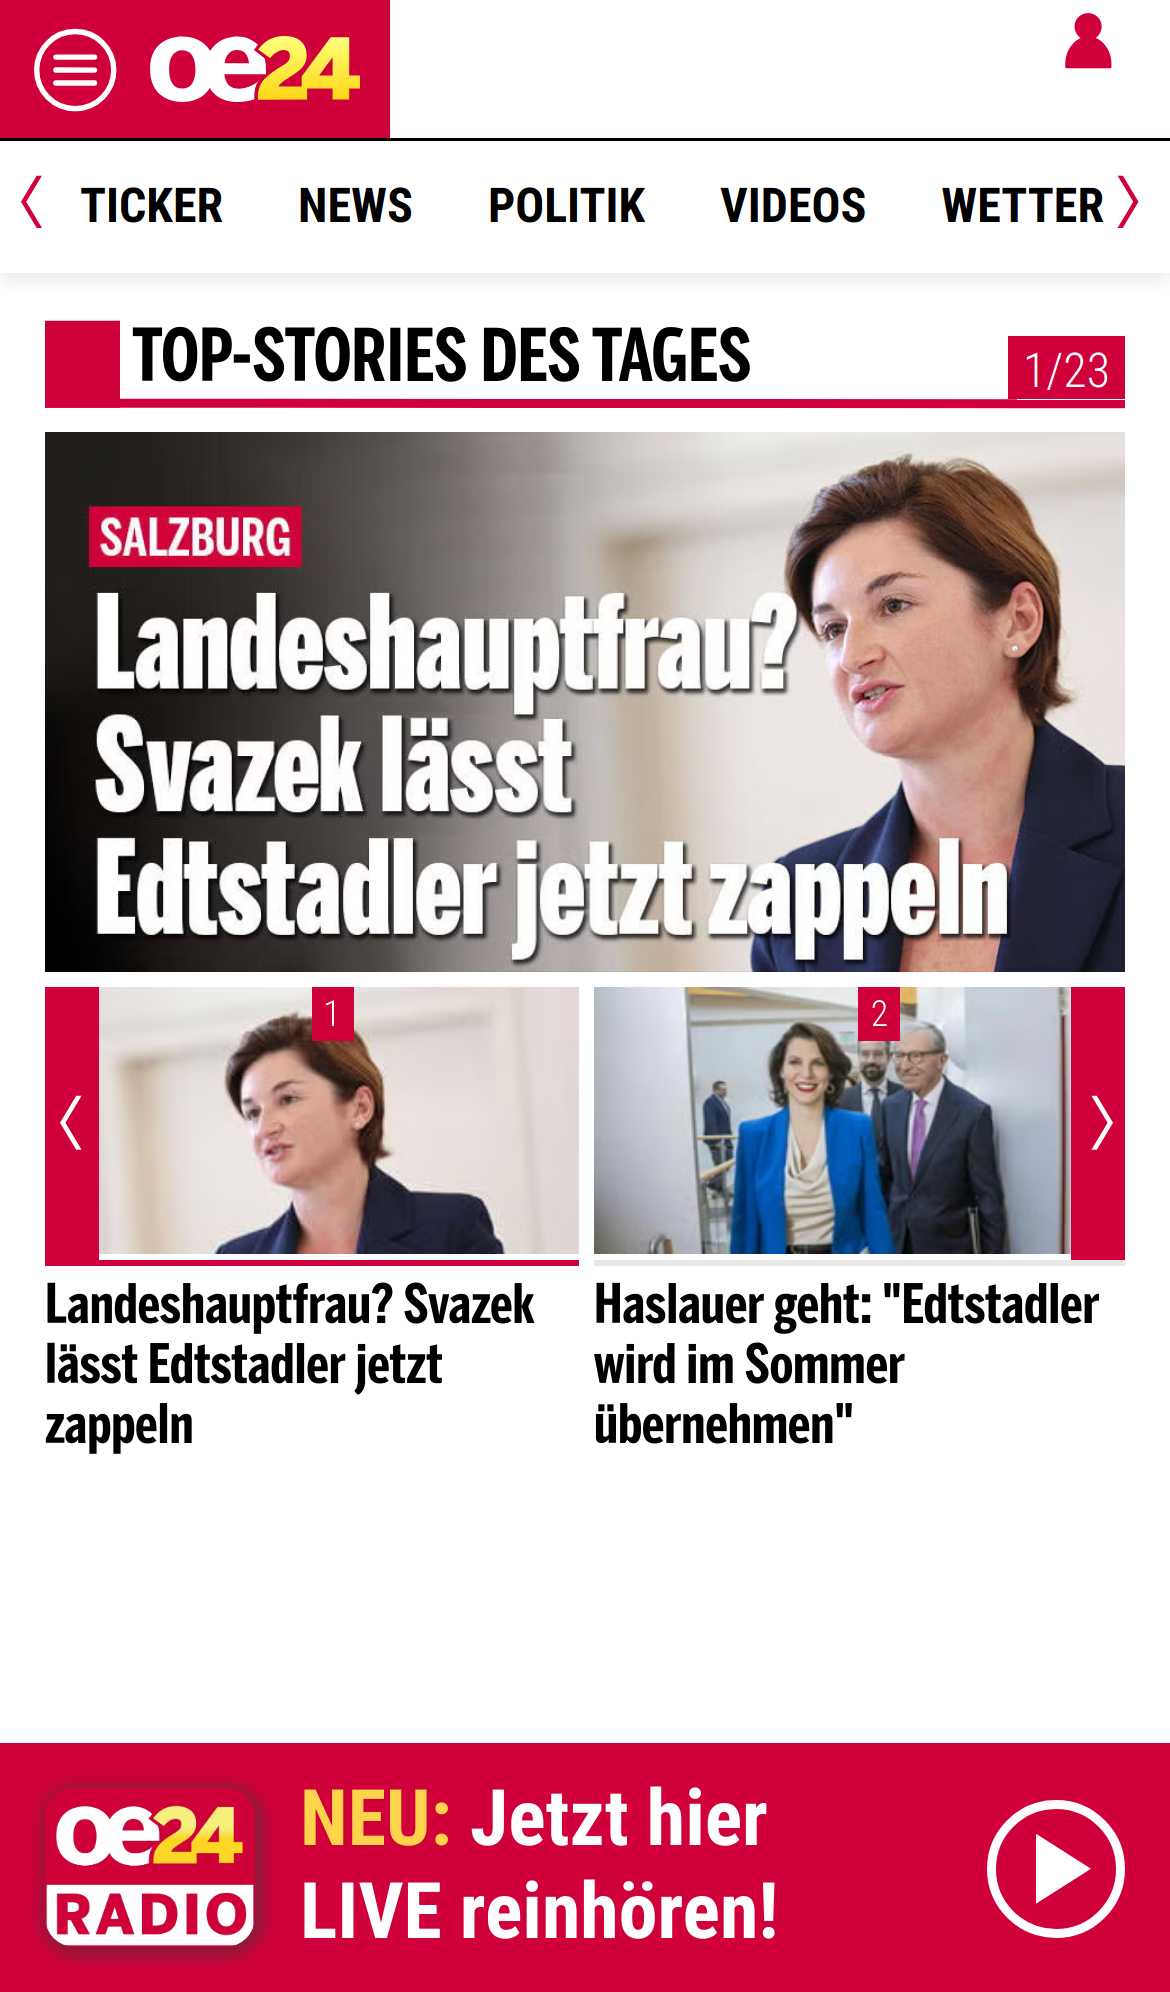 oe24
TICKER NEWS POLITIK VIDEOS WETTER
TOP-STORIES DES TAGES
1/23
SALZBURG
Landeshauptfrau?
Svazek lässt
Edtstadler jetzt zappeln
1
2
Landeshauptfrau? Svazek
lässt Edtstadler jetzt
zappeln
Haslauer geht: "Edtstadler
wird im Sommer
übernehmen"
oe24
RADIO
NEU: Jetzt hier
LIVE reinhören!